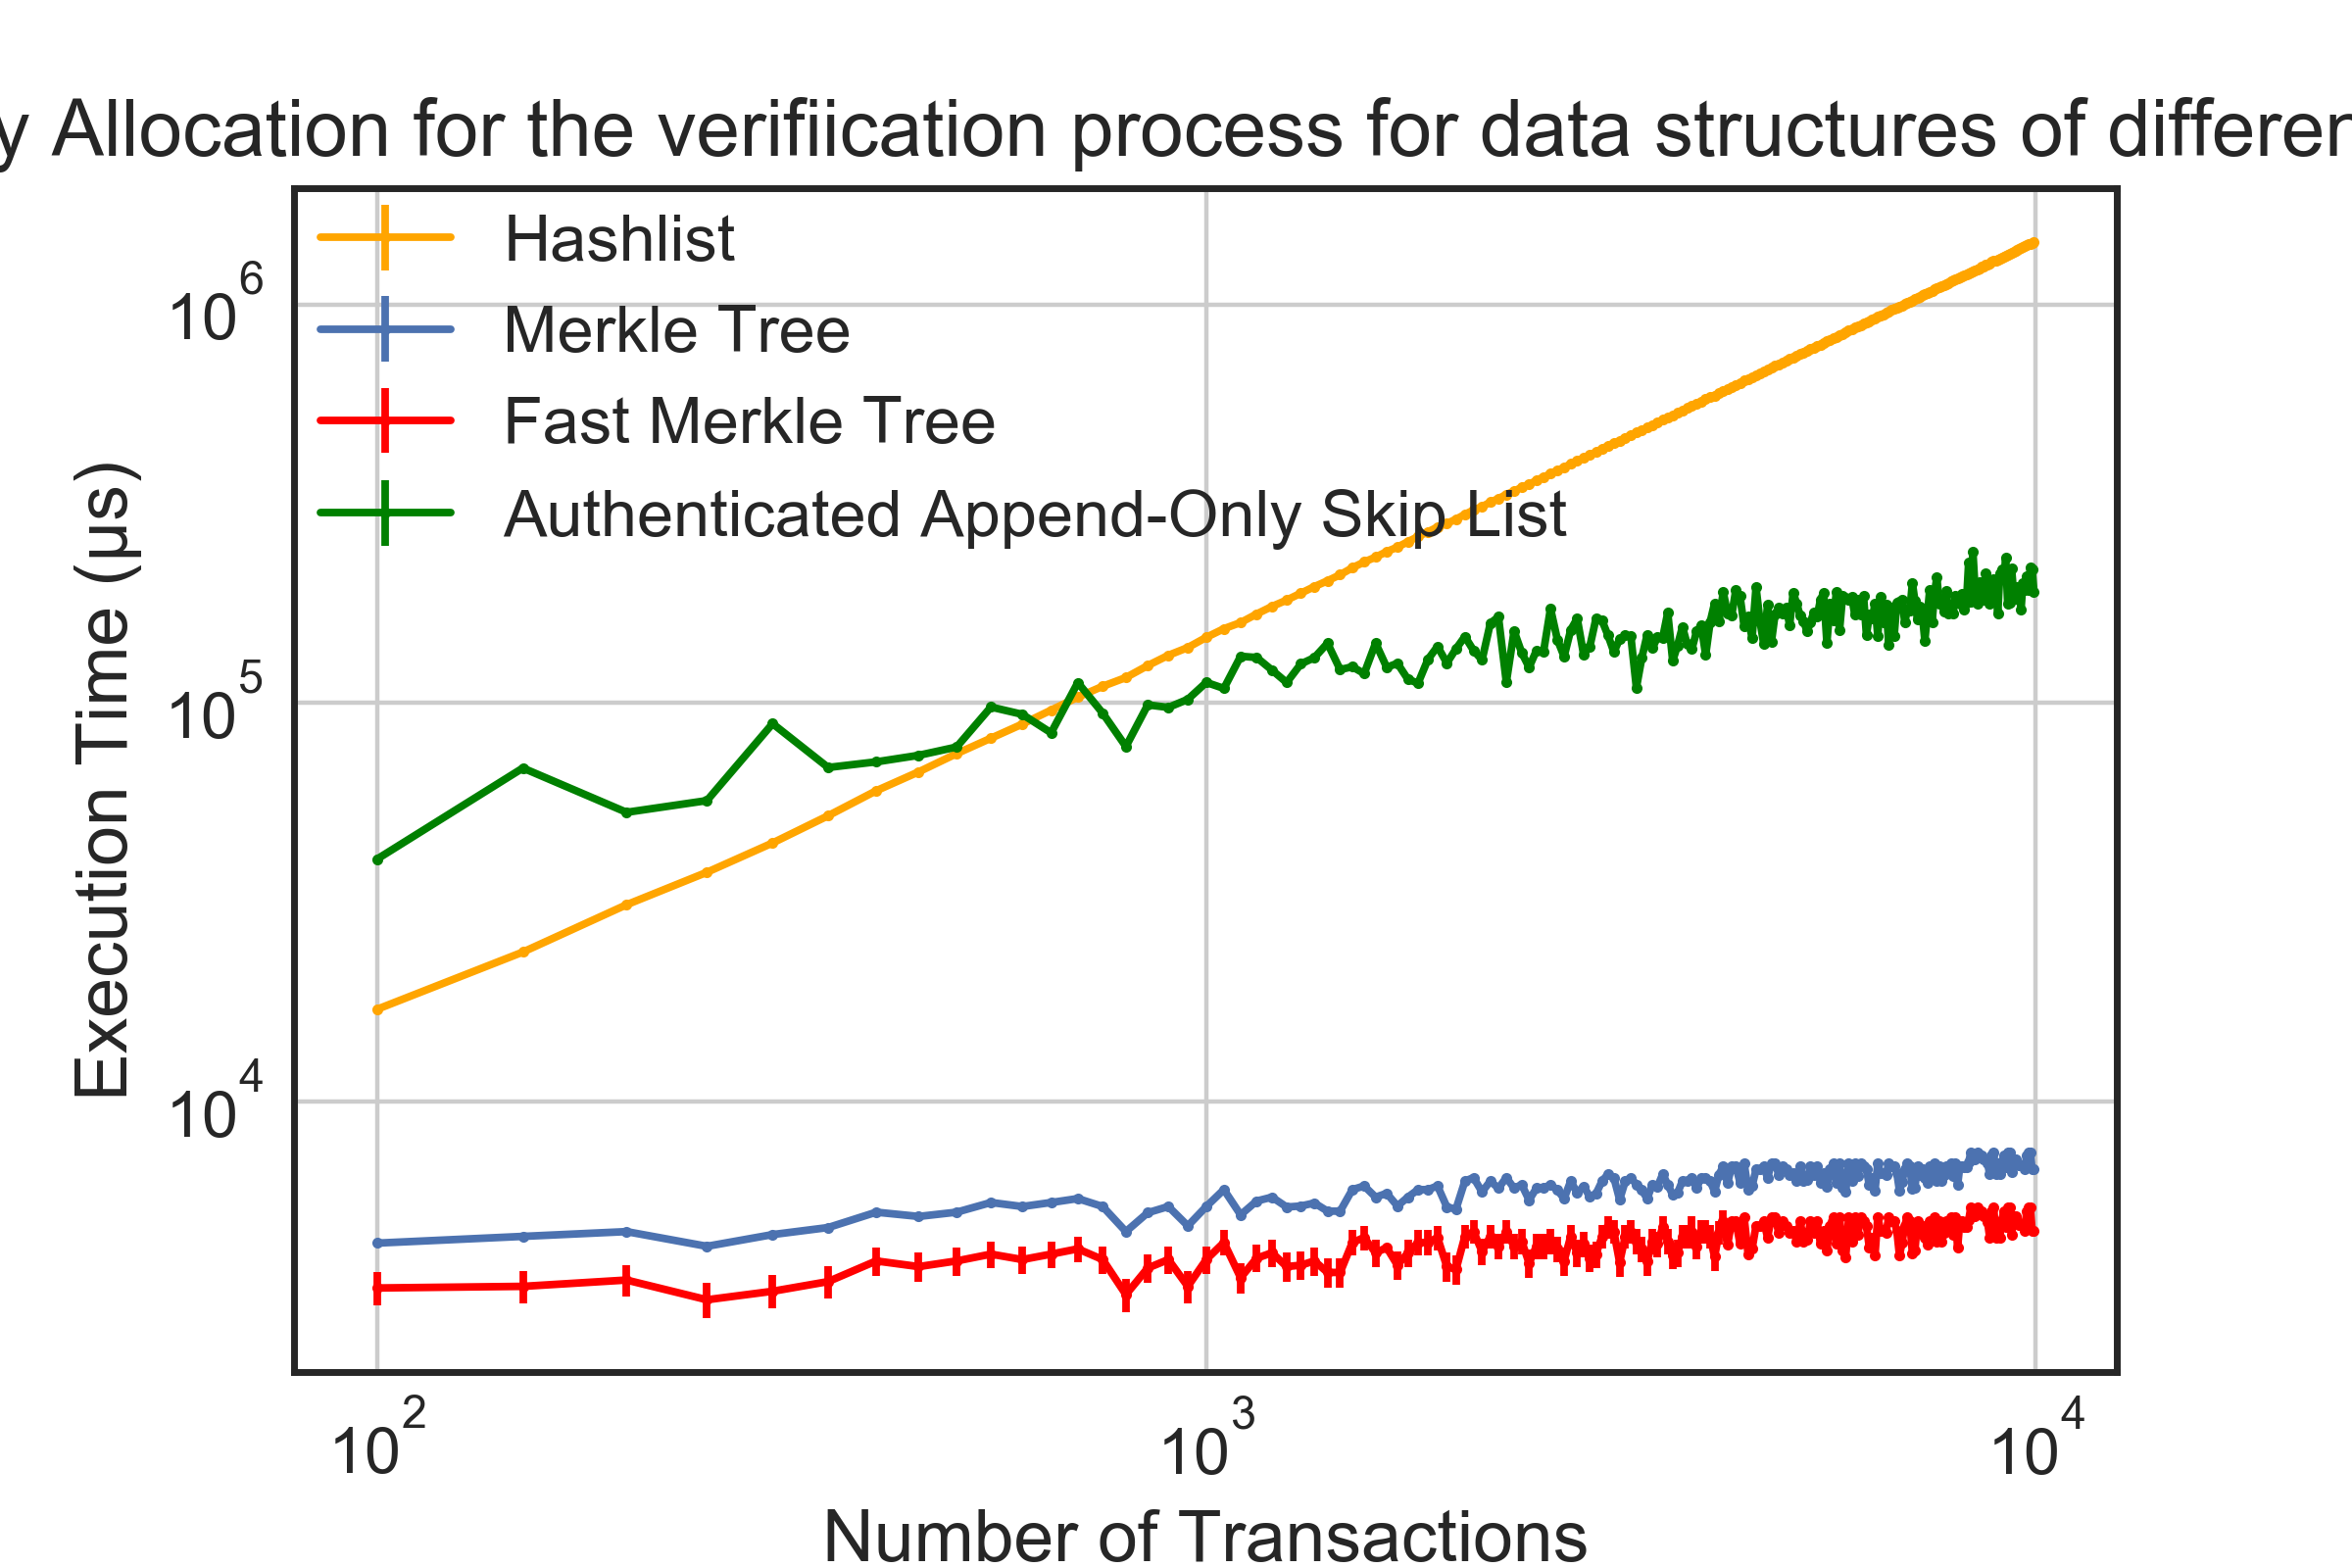 y Allocation for the verifiication process for data structures of differen
Hashlist
Merkle Tree
Fast Merkle Tree
Authenticated Append-Only Skip List
Execution Time (µs)
10^6
10^5
10^4
10^2
10^3
10^4
Number of Transactions